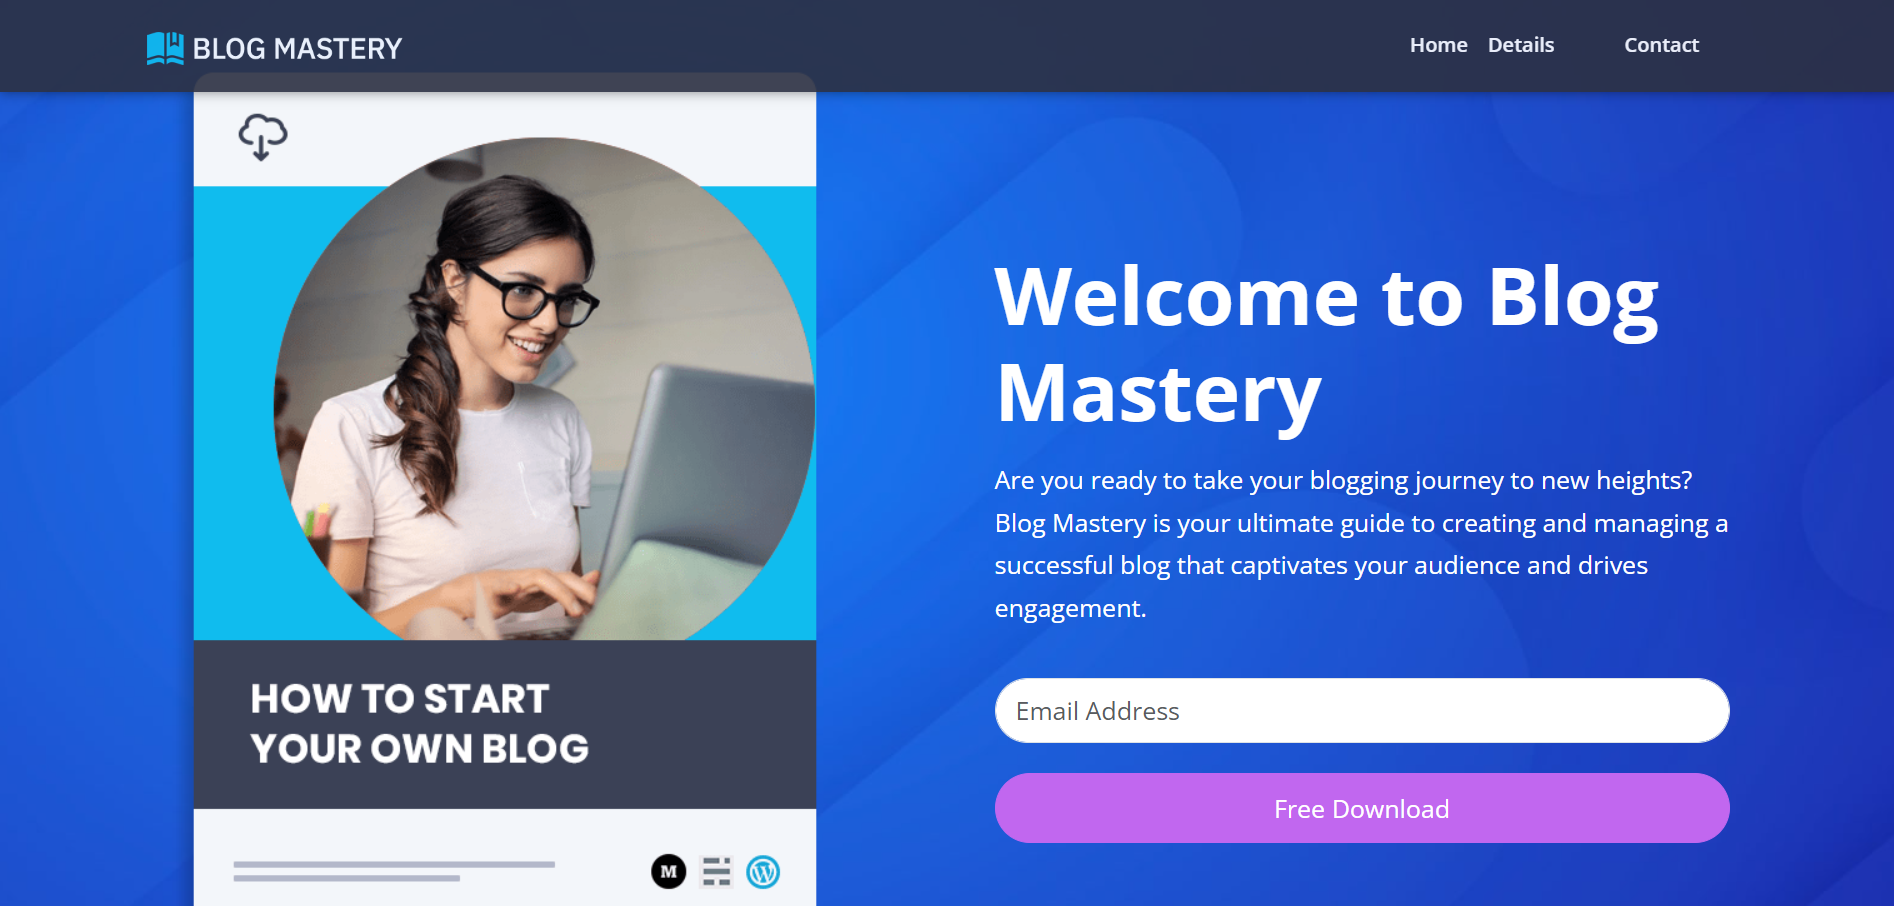 BLOG MASTERY
Home Details Contact
HOW TO START
YOUR OWN BLOG
M
W
Welcome to Blog
Mastery
Are you ready to take your blogging journey to new heights?
Blog Mastery is your ultimate guide to creating and managing a
successful blog that captivates your audience and drives
engagement.
Email Address
Free Download